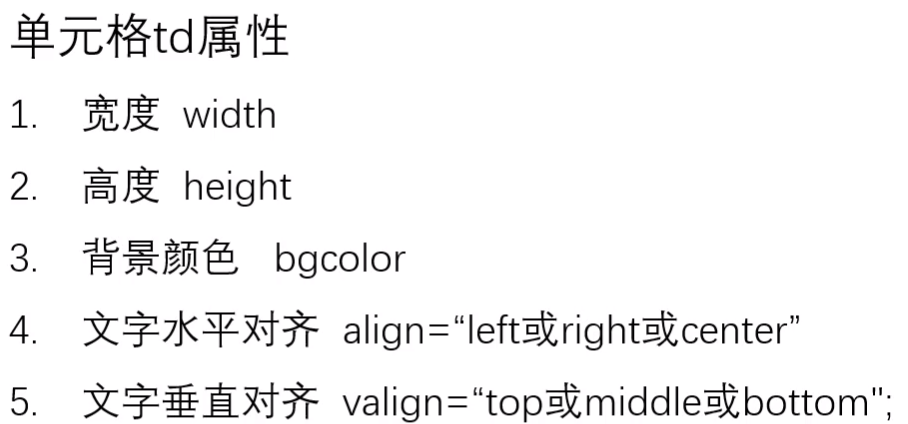 单元格td属性
1. 宽度 width
2. 高度 height
3. 背景颜色 bgcolor
4. 文字水平对齐 align=“left或right或center”
5. 文字垂直对齐 valign=“top或middle或bottom";